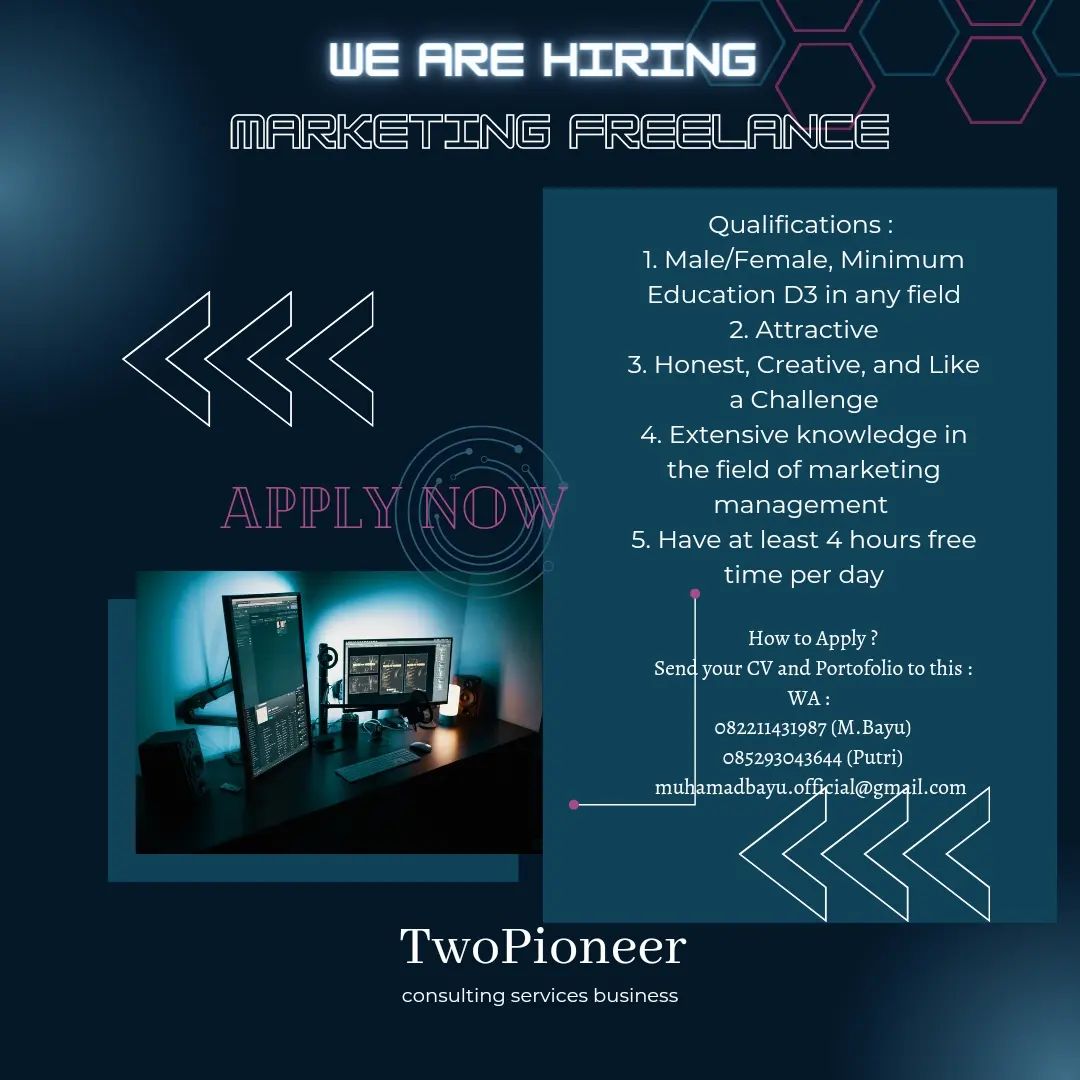 WE ARE HIRING
MARKETING FREELANCE
Qualifications :
1. Male/Female, Minimum
Education D3 in any field
2. Attractive
3. Honest, Creative, and Like
a Challenge
4. Extensive knowledge in
the field of marketing
management
5. Have at least 4 hours free
time per day
APPLY NOW
How to Apply ?
Send your CV and Portofolio to this :
WA :
082211431987 (M.Bayu)
085293043644 (Putri)
muhamadbayu.official@gmail.com
TwoPioneer
consulting services business